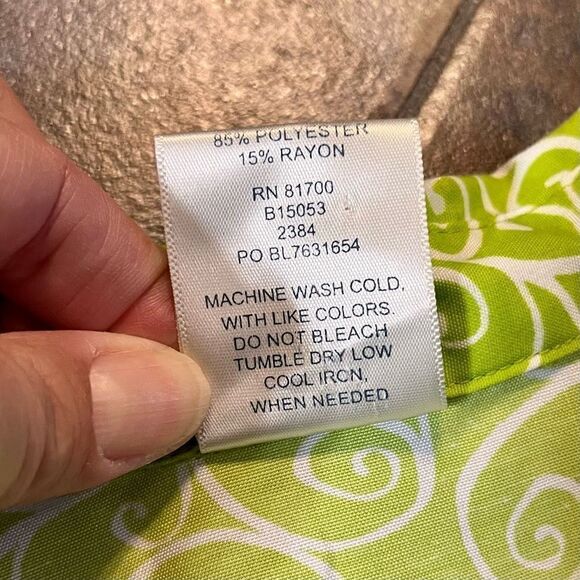 85% POLYESTER
15% RAYON
RN 81700
B15053
2384
PO BL7631654
MACHINE WASH COLD,
WITH LIKE COLORS.
DO NOT BLEACH
TUMBLE DRY LOW
COOL IRON,
WHEN NEEDED